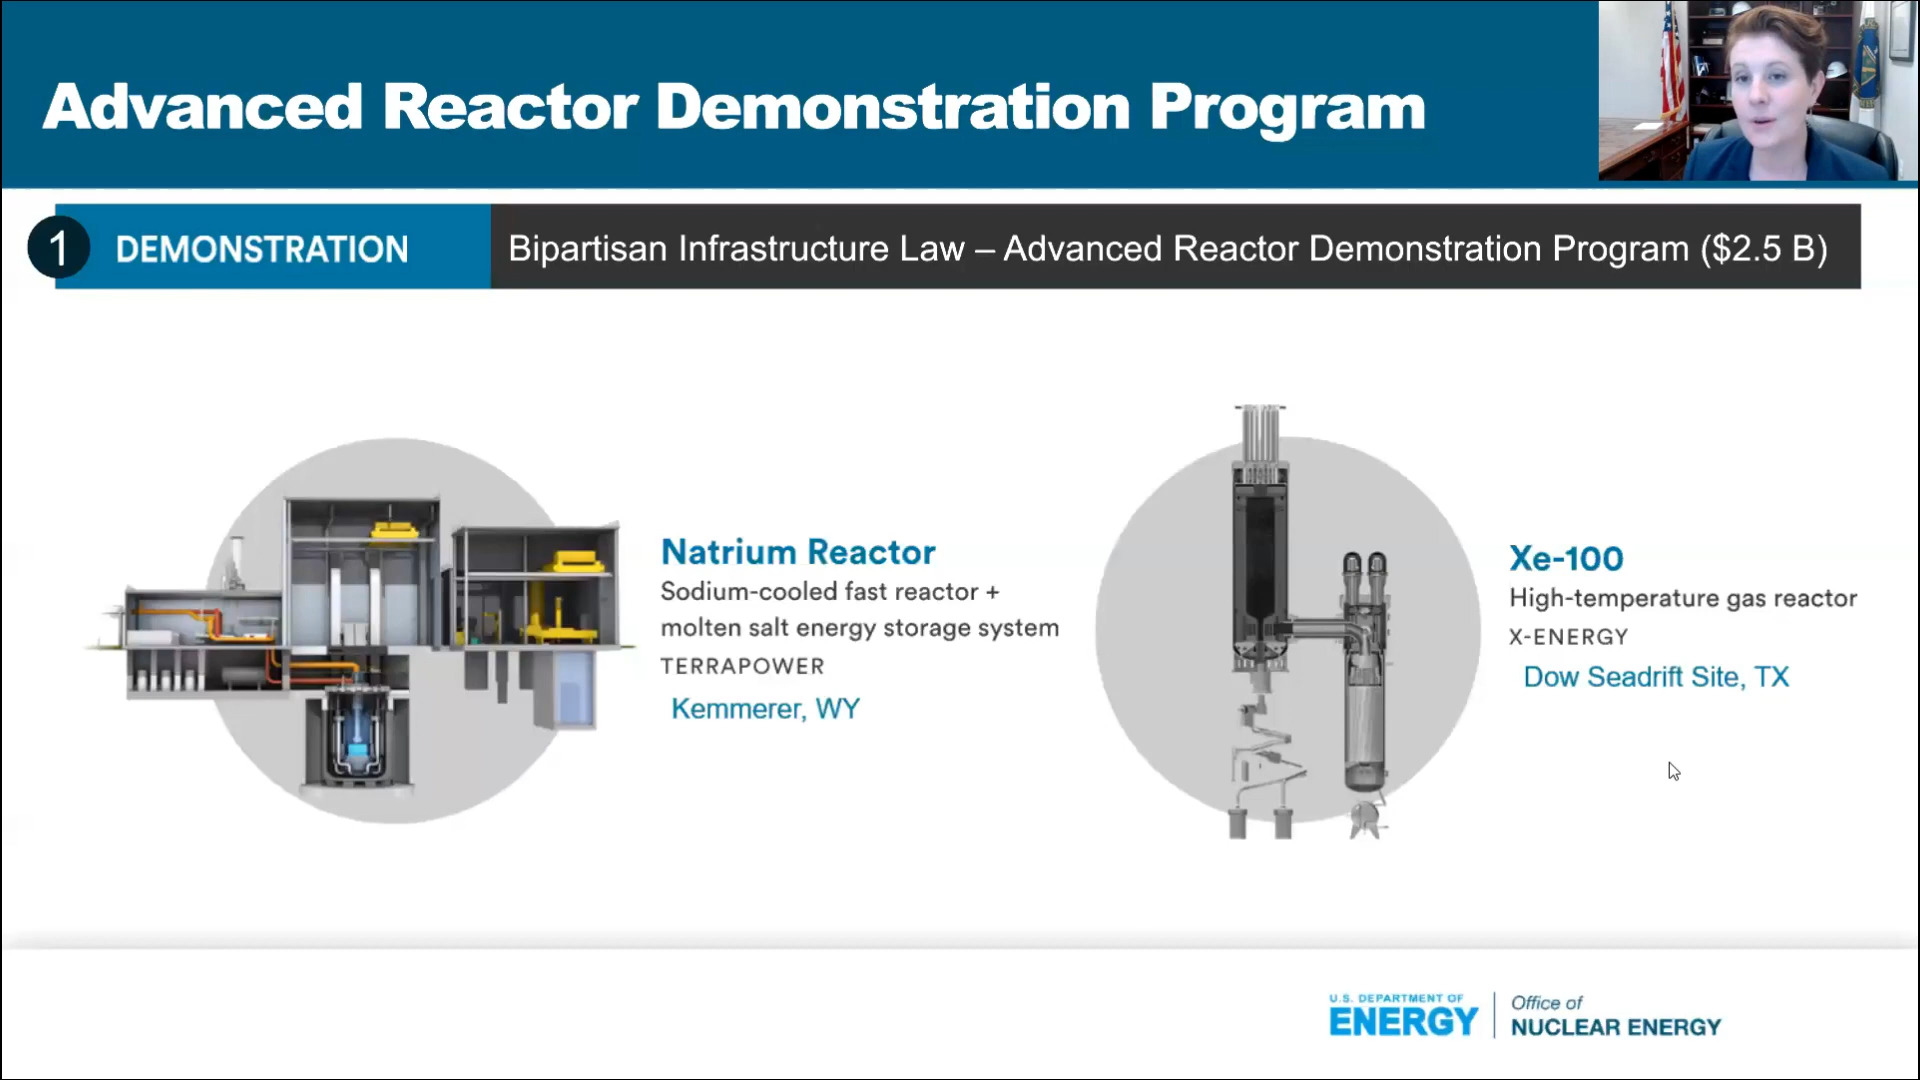 Advanced Reactor Demonstration Program
1 DEMONSTRATION Bipartisan Infrastructure Law – Advanced Reactor Demonstration Program ($2.5 B)
Natrium Reactor
Sodium-cooled fast reactor +
molten salt energy storage system
TERRAPOWER
Kemmerer, WY
Xe-100
High-temperature gas reactor
X-ENERGY
Dow Seadrift Site, TX
U.S. DEPARTMENT OF
ENERGY
Office of
NUCLEAR ENERGY